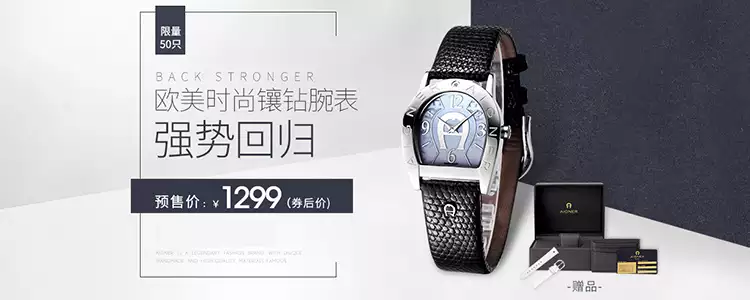 限量
50只
BACK STRONGER
欧美时尚镶钻腕表
强势回归
预售价：¥ 1299 (券后价)
AIGNER
-赠品-